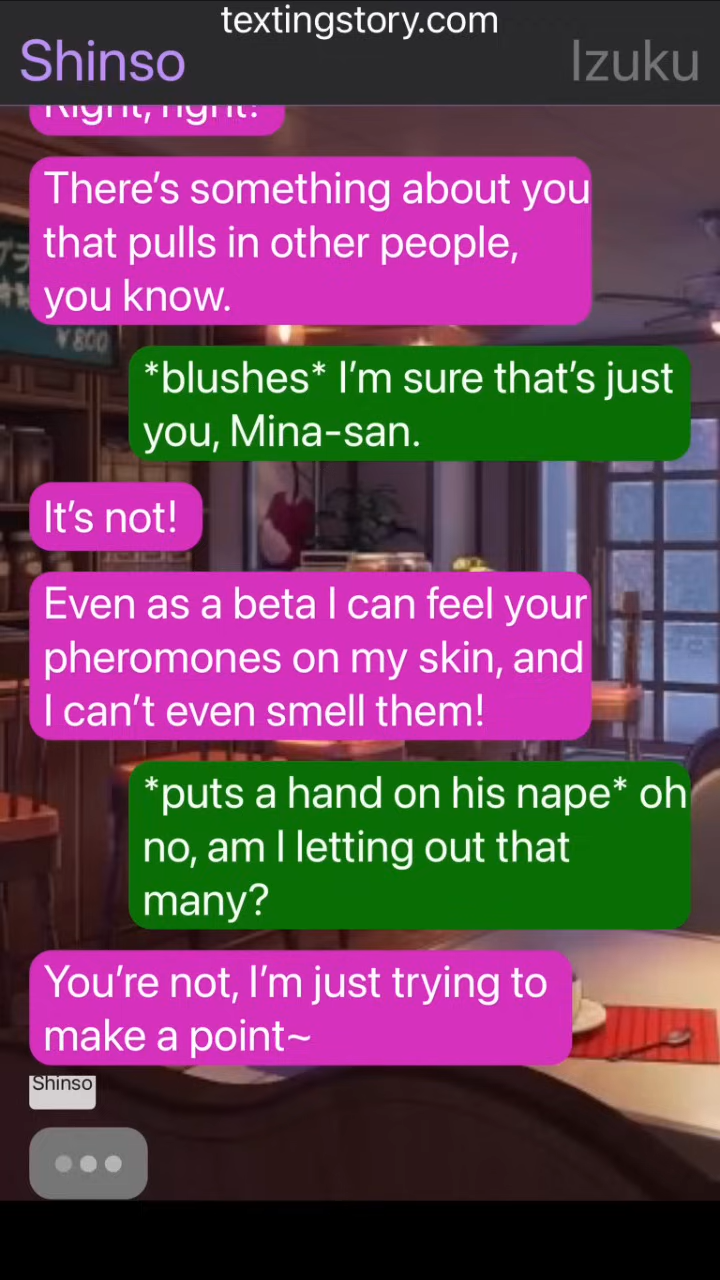 textingstory.com
Shinso
Izuku
Right, right!
There’s something about you
that pulls in other people,
you know.
¥800
*blushes* I’m sure that’s just
you, Mina-san.
It’s not!
Even as a beta I can feel your
pheromones on my skin, and
I can’t even smell them!
*puts a hand on his nape* oh
no, am I letting out that
many?
You’re not, I’m just trying to
make a point~
Shinso